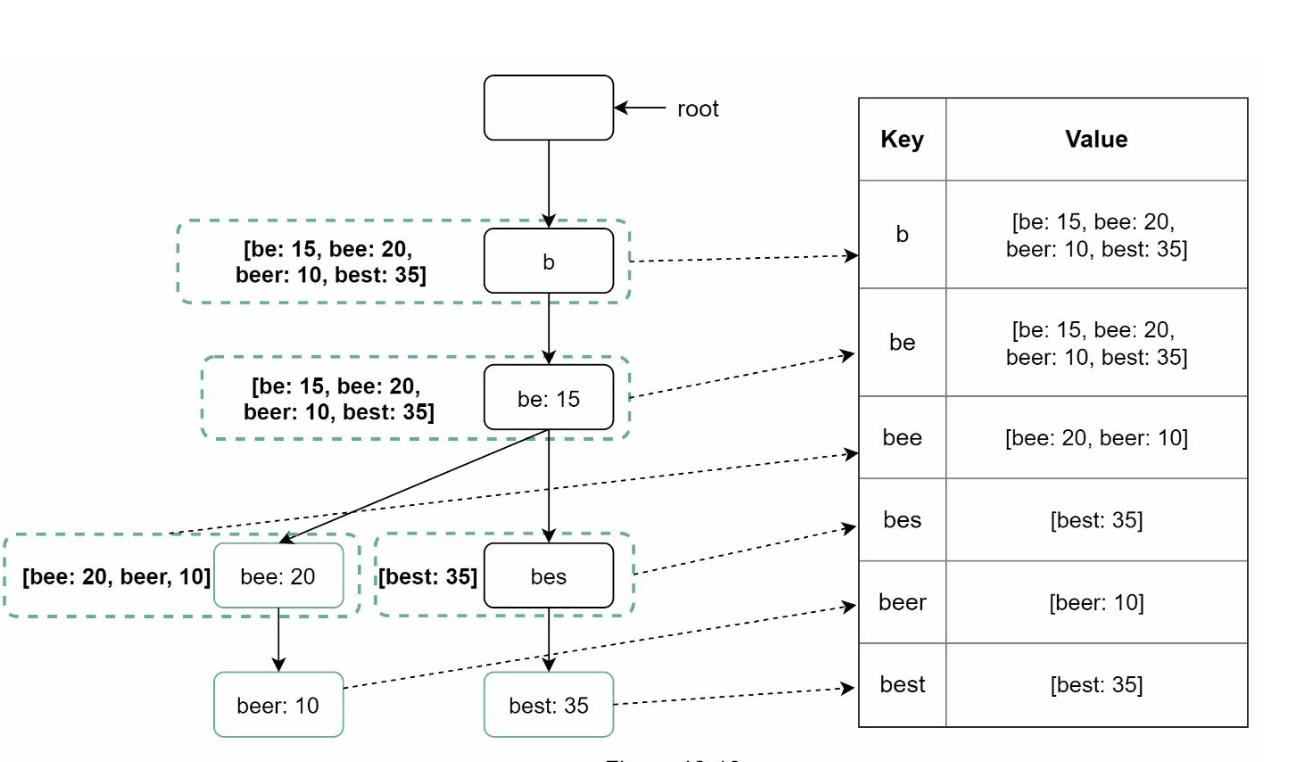 root
[be: 15, bee: 20,
beer: 10, best: 35]
b
[be: 15, bee: 20,
beer: 10, best: 35]
be: 15
[bee: 20, beer, 10]
bee: 20
[best: 35]
bes
beer: 10
best: 35
Key Value
b [be: 15, bee: 20,
beer: 10, best: 35]
be [be: 15, bee: 20,
beer: 10, best: 35]
bee [bee: 20, beer: 10]
bes [best: 35]
beer [beer: 10]
best [best: 35]